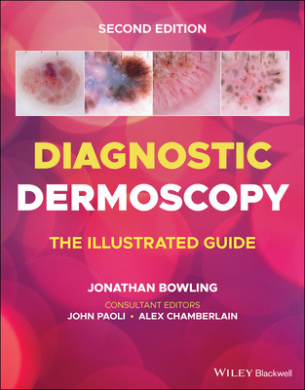 SECOND EDITION
DIAGNOSTIC
DERMOSCOPY
THE ILLUSTRATED GUIDE
JONATHAN BOWLING
CONSULTANT EDITORS
JOHN PAOLI • ALEX CHAMBERLAIN
WILEY Blackwell